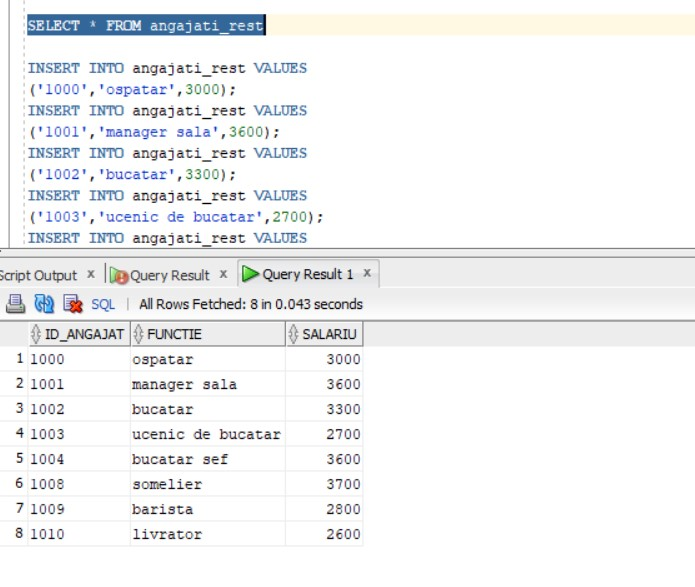 SELECT * FROM angajati_rest
INSERT INTO angajati_rest VALUES
('1000','ospatar',3000);
INSERT INTO angajati_rest VALUES
('1001','manager sala',3600);
INSERT INTO angajati_rest VALUES
('1002','bucatar',3300);
INSERT INTO angajati_rest VALUES
('1003','ucenic de bucatar',2700);
INSERT INTO angajati_rest VALUES
Script Output x Query Result x Query Result 1 x
SQL | All Rows Fetched: 8 in 0.043 seconds
ID_ANGAJAT FUNCTIE SALARIU
1 1000 ospatar 3000
2 1001 manager sala 3600
3 1002 bucatar 3300
4 1003 ucenic de bucatar 2700
5 1004 bucatar sef 3600
6 1008 somelier 3700
7 1009 barista 2800
8 1010 livrator 2600